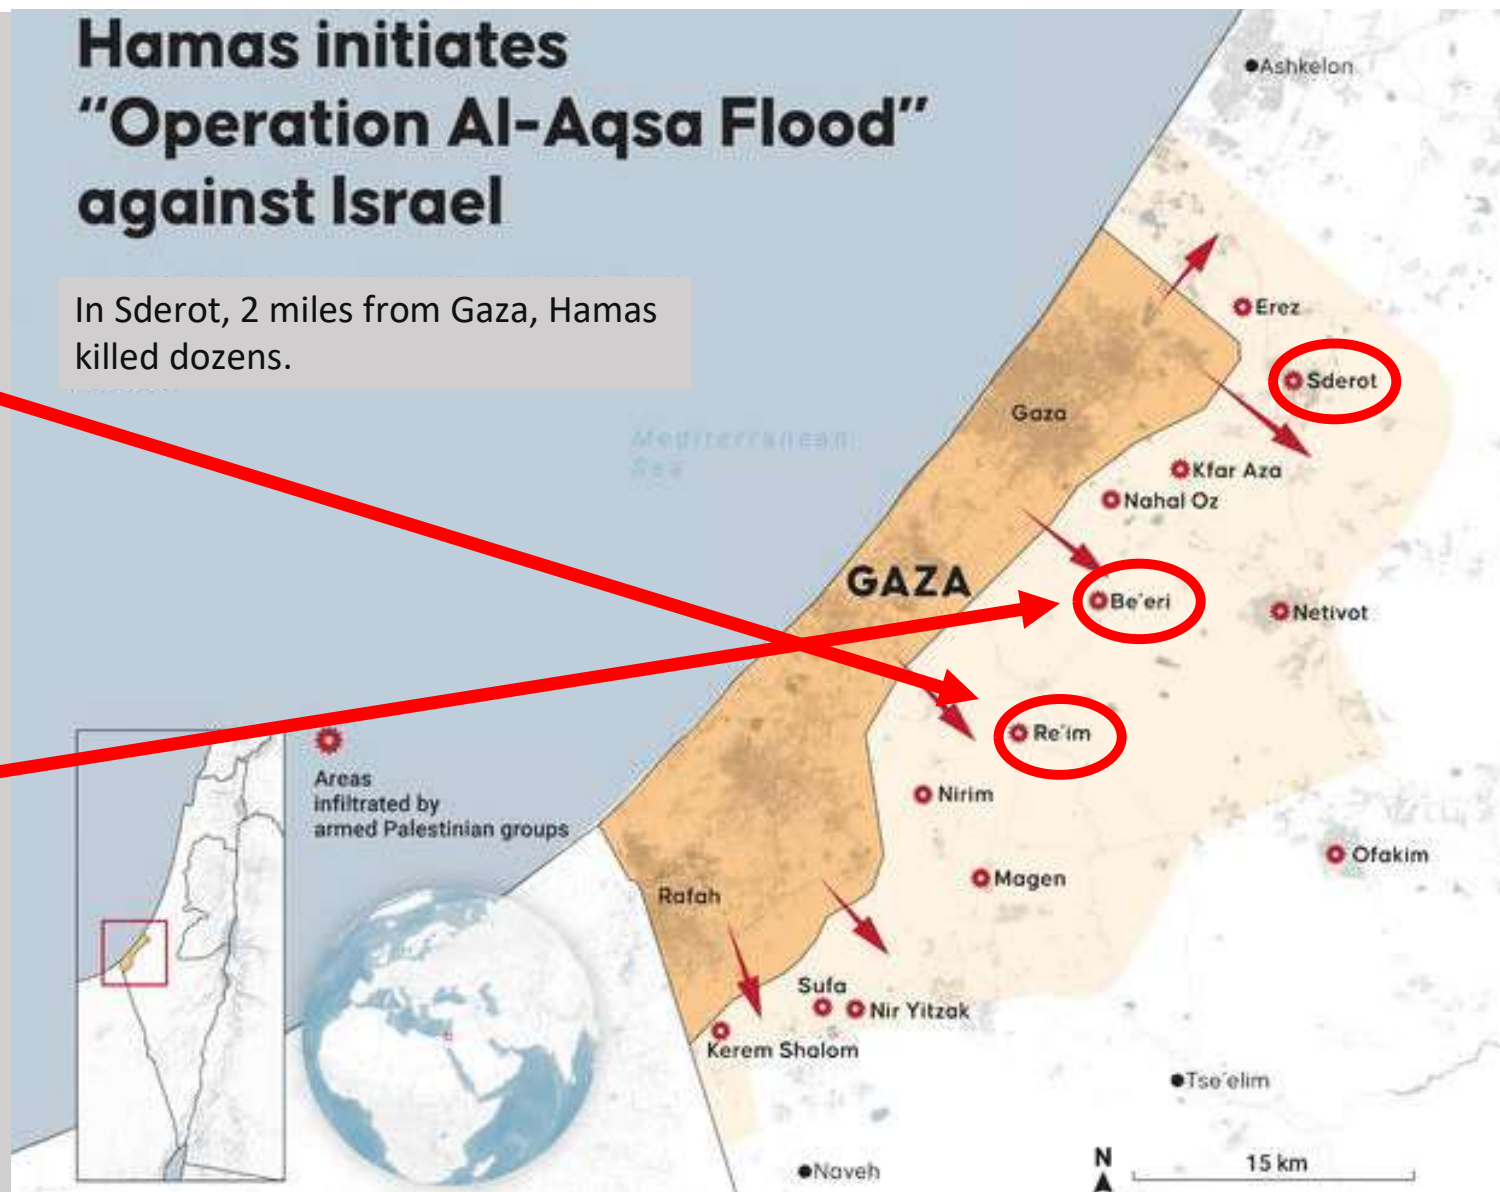 Hamas initiates
“Operation Al-Aqsa Flood”
against Israel
In Sderot, 2 miles from Gaza, Hamas
killed dozens.
Ashkelon
Erez
Sderot
Gaza
Mediterranean
Sea
Kfar Aza
Nahal Oz
GAZA
Be'eri
Netivot
Re'im
Areas
infiltrated by
armed Palestinian groups
Nirim
Ofakim
Magen
Rafah
Sufa
Nir Yitzak
Kerem Shalom
Tse'elim
Naveh
N
15 km